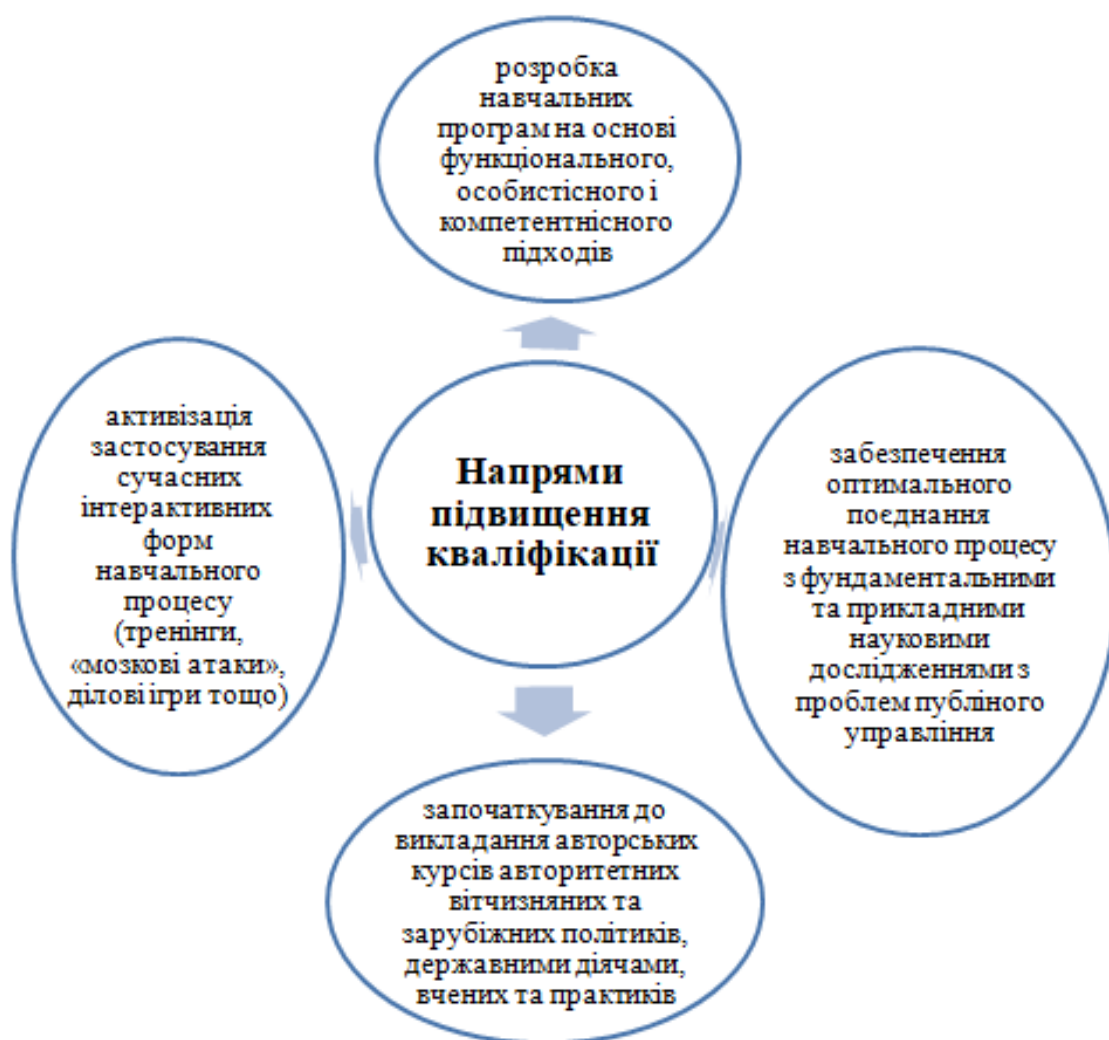 розробка
навчальних
програм на основі
функціонального,
особистісного і
компетентнісного
підходів
активізація
застосування
сучасних
інтерактивних
форм
навчального
процесу
(тренінги,
«мозкові атаки»,
ділові ігри тощо)
Напрями
підвищення
кваліфікації
забезпечення
оптимального
поєднання
навчального процесу
з фундаментальними
та прикладними
науковими
дослідженнями з
проблем публіного
управління
започаткування до
викладання авторських
курсів авторитетних
вітчизняних та
зарубіжних політиків,
державними діячами,
вчених та практиків